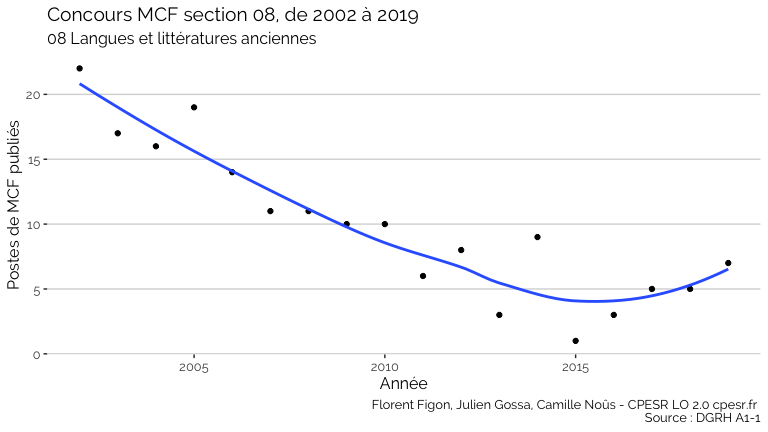 Concours MCF section 08, de 2002 à 2019
08 Langues et littératures anciennes
Postes de MCF publiés
20
15
10
5
0
2005
2010
2015
Année
Florent Figon, Julien Gossa, Camille Noûs - CPESR LO 2.0 cpesr.fr
Source : DGRH A1-1